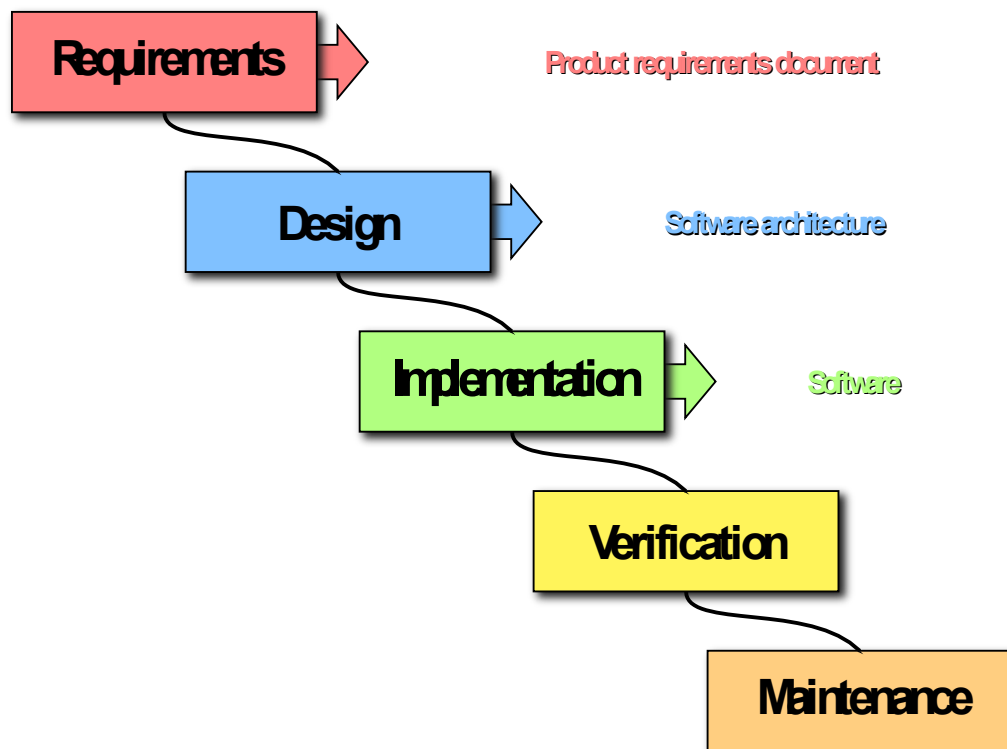 Requirements
Product requirements document
Design
Software architecture
Implementation
Software
Verification
Maintenance